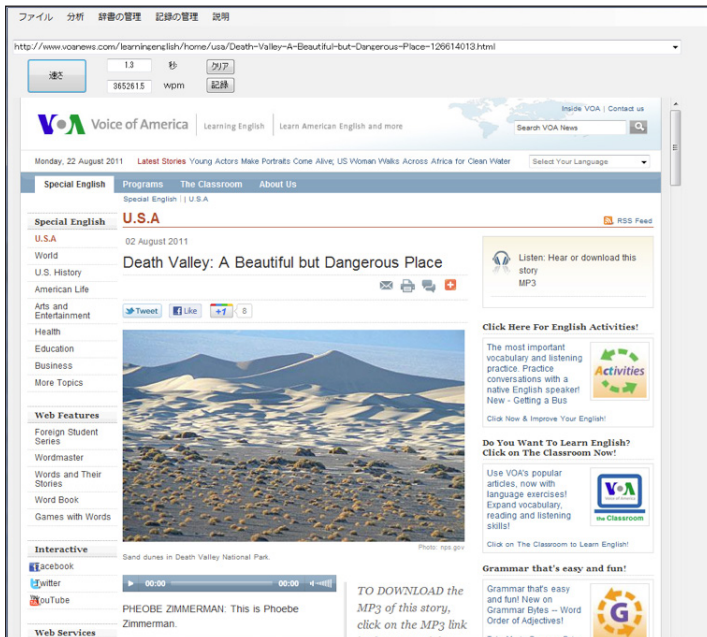 ファイル 分析 辞書の管理 記録の管理 説明
http://www.voanews.com/learningenglish/home/usa/Death-Valley-A-Beautiful-but-Dangerous-Place-126614013.html
速さ
1.3 秒 クリア
365261.5 wpm 記録
Inside VOA | Contact us
VOA Voice of America | Learning English | Learn American English and more
Search VOA News
Monday, 22 August 2011 Latest Stories Young Actors Make Portraits Come Alive; US Woman Walks Across Africa for Clean Water
Select Your Language
Special English Programs The Classroom About Us
Special English | | U.S.A
Special English
U.S.A
World
U.S. History
American Life
Arts and
Entertainment
Health
Education
Business
More Topics
Web Features
Foreign Student
Series
Wordmaster
Words and Their
Stories
Word Book
Games with Words
Interactive
Facebook
Twitter
YouTube
Web Services
U.S.A
RSS Feed
02 August 2011
Death Valley: A Beautiful but Dangerous Place
Tweet Like +1 8
Photo: nps.gov
Sand dunes in Death Valley National Park.
00:00 00:00
PHEOBE ZIMMERMAN: This is Phoebe
Zimmerman.
TO DOWNLOAD the
MP3 of this story,
click on the MP3 link
Listen: Hear or download this
story
MP3
Click Here For English Activities!
The most important
vocabulary and listening
practice. Practice
conversations with a
native English speaker!
New - Getting a Bus
Activities
Click Now & Improve Your English!
Do You Want To Learn English?
Click on The Classroom Now!
Use VOA's popular
articles, now with
language exercises!
Expand vocabulary,
reading and listening
skills!
VOA
the Classroom
Click on The Classroom to Learn English!
Grammar that's easy and fun!
Grammar that's easy
and fun! New on
Grammar Bytes -- Word
Order of Adjectives!
G